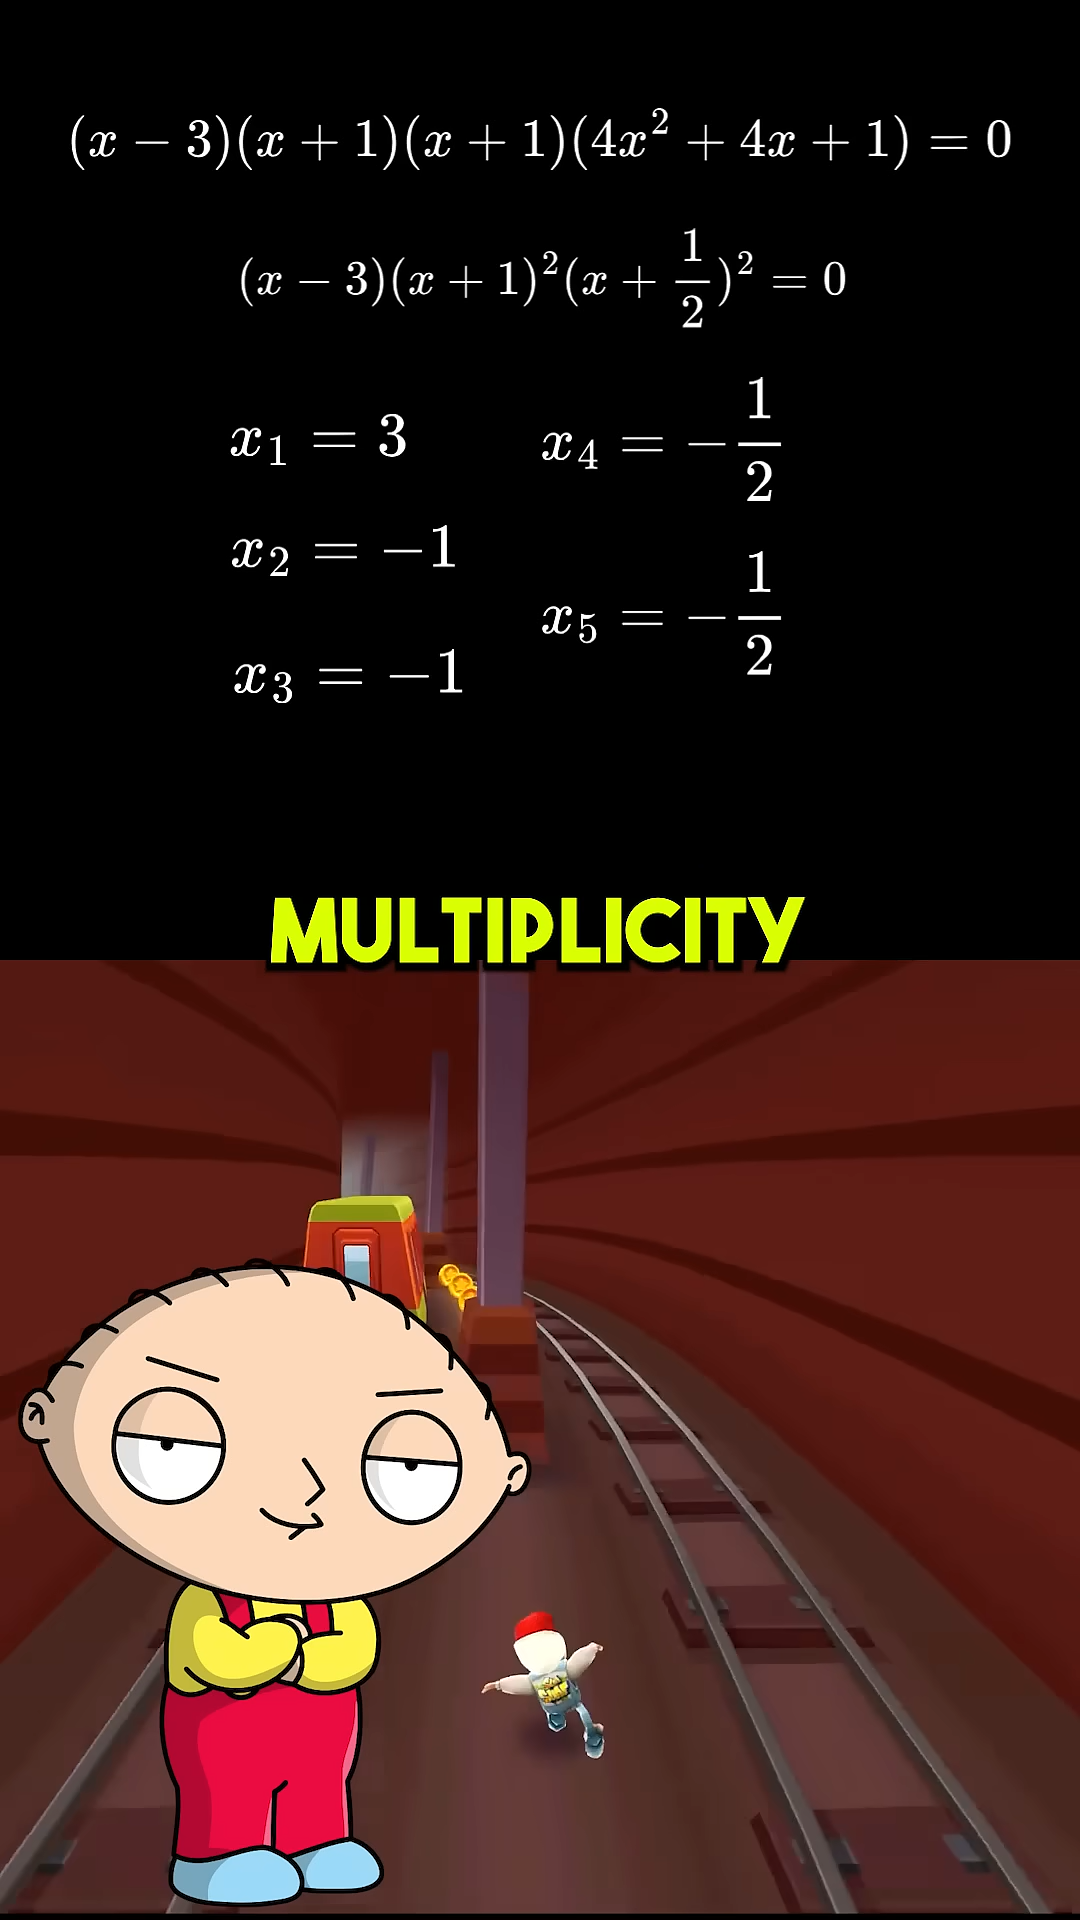 (x − 3)(x + 1)(x + 1)(4x² + 4x + 1) = 0
(x − 3)(x + 1)²(x + 1/2)² = 0
x₁ = 3
x₂ = −1
x₃ = −1
x₄ = −1/2
x₅ = −1/2
MULTIPLICITY